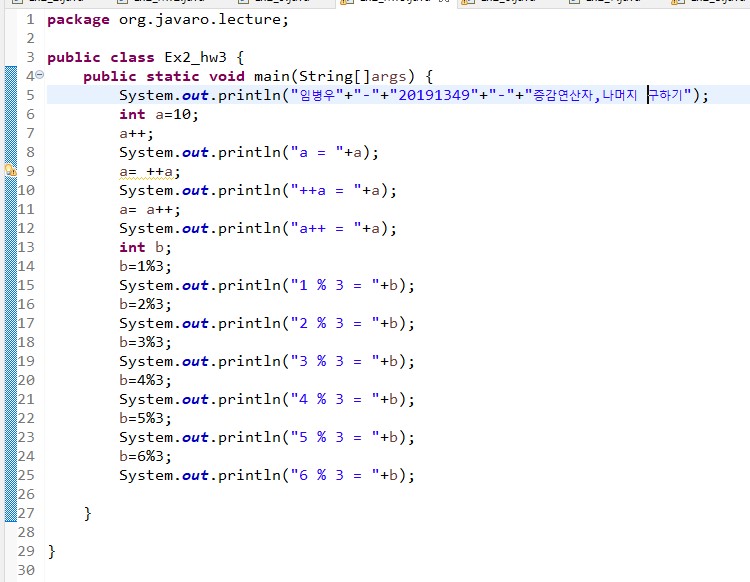 1 package org.javaro.lecture;
2
3 public class Ex2_hw3 {
4 public static void main(String[]args) {
5 System.out.println("임병우"+"-"+"20191349"+"-"+"증감연산자,나머지 구하기");
6 int a=10;
7 a++;
8 System.out.println("a = "+a);
9 a= ++a;
10 System.out.println("++a = "+a);
11 a= a++;
12 System.out.println("a++ = "+a);
13 int b;
14 b=1%3;
15 System.out.println("1 % 3 = "+b);
16 b=2%3;
17 System.out.println("2 % 3 = "+b);
18 b=3%3;
19 System.out.println("3 % 3 = "+b);
20 b=4%3;
21 System.out.println("4 % 3 = "+b);
22 b=5%3;
23 System.out.println("5 % 3 = "+b);
24 b=6%3;
25 System.out.println("6 % 3 = "+b);
26
27 }
28
29 }
30